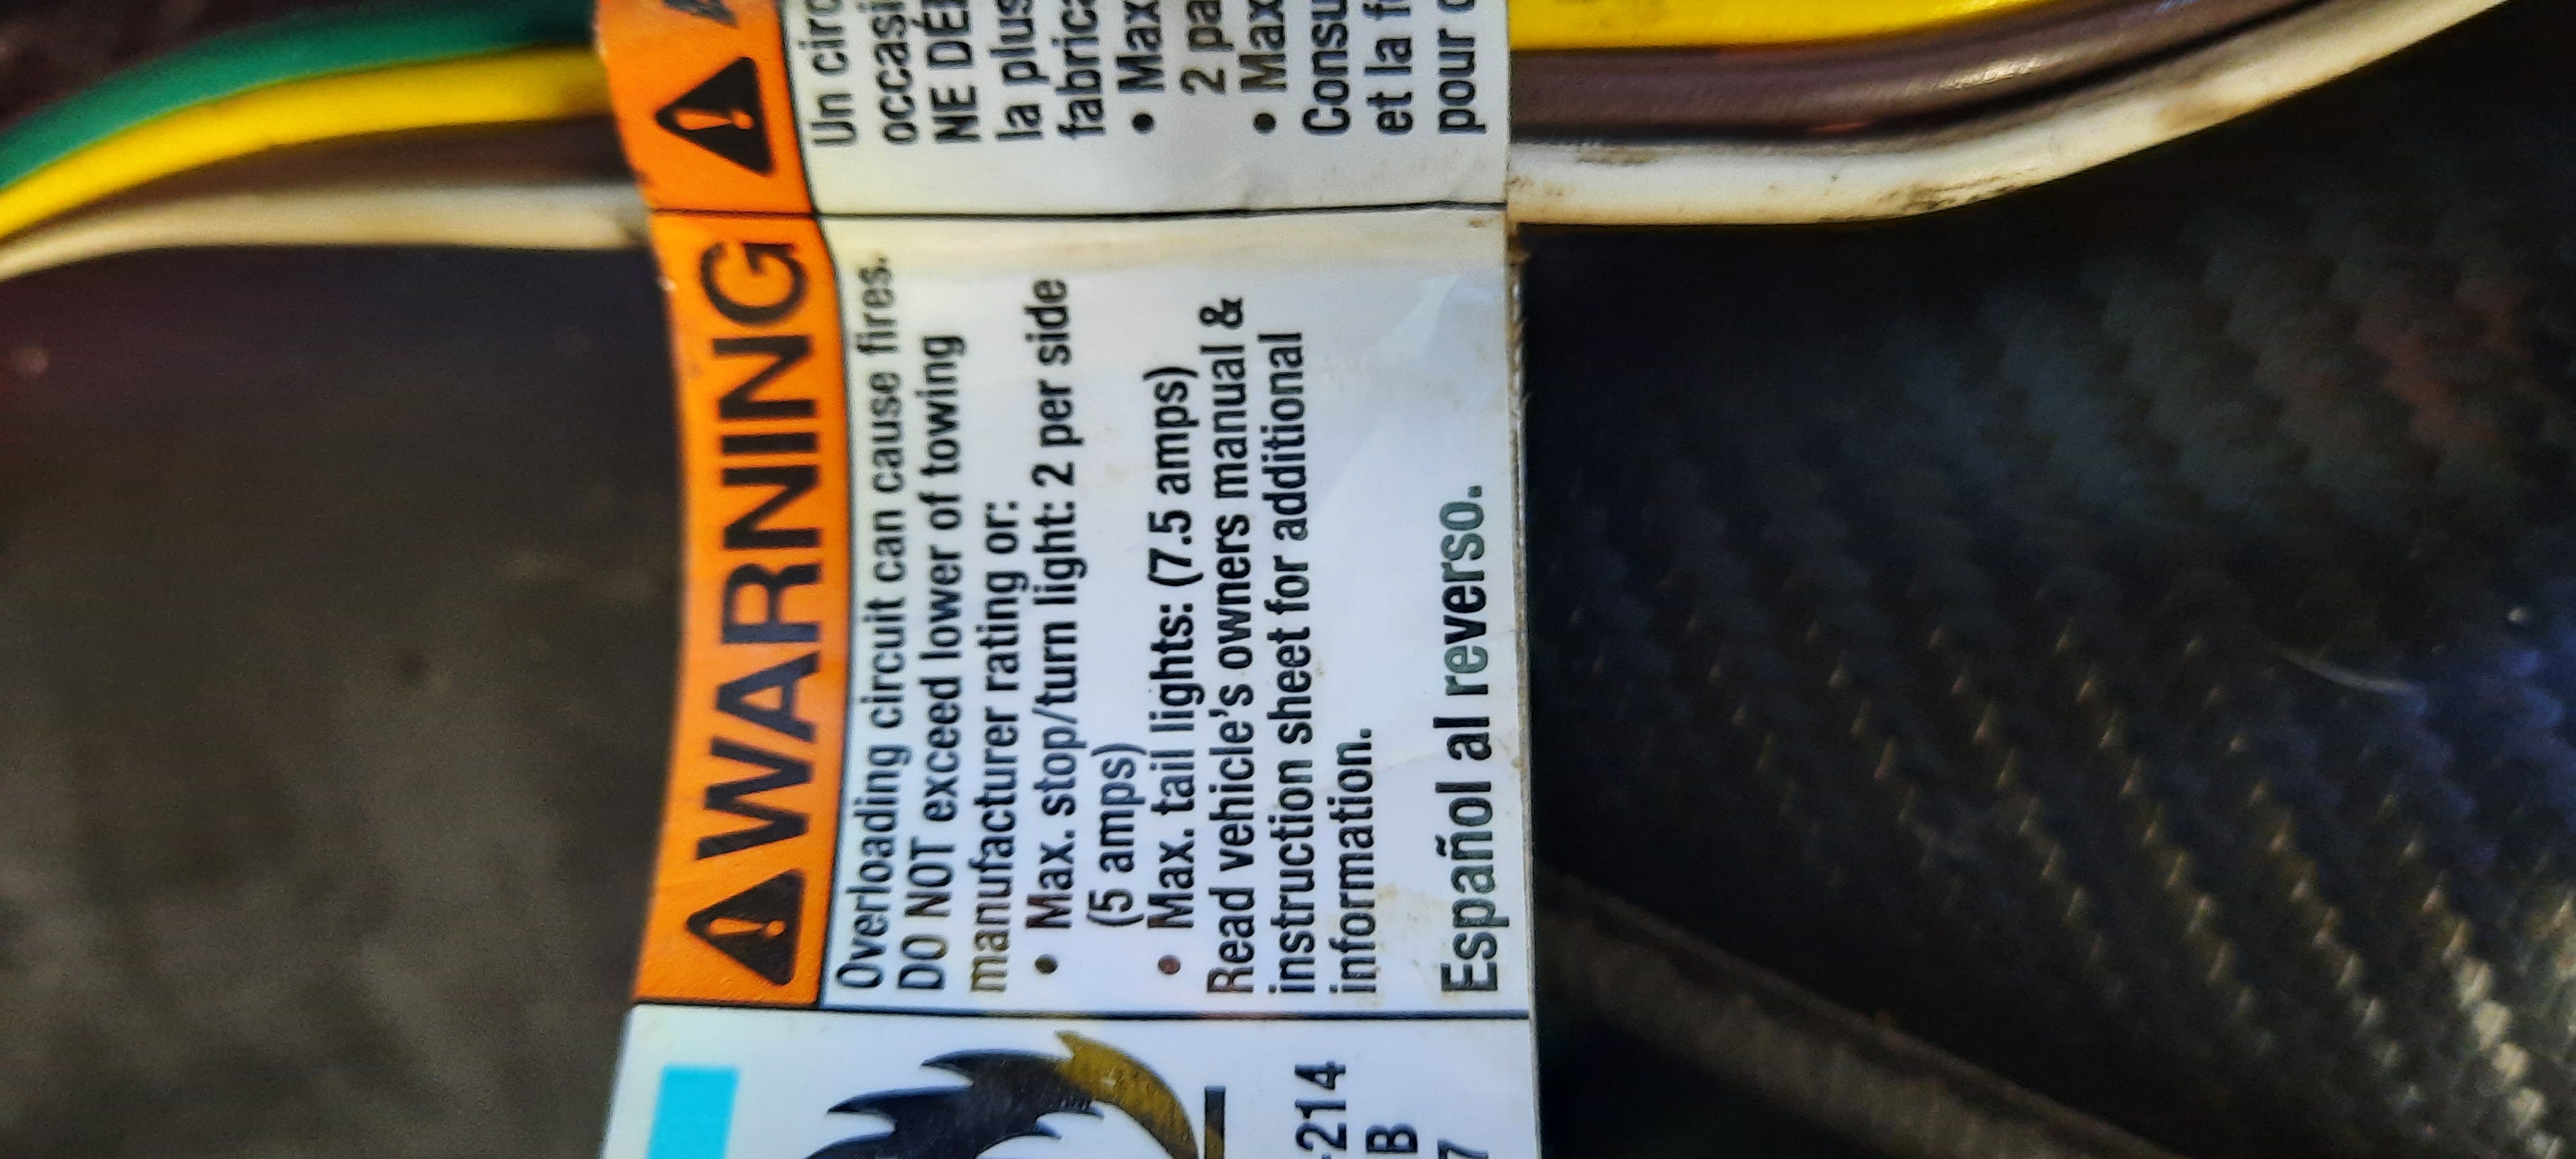 WARNING
Overloading circuit can cause fires.
DO NOT exceed lower of towing
manufacturer rating or:
• Max. stop/turn light: 2 per side
(5 amps)
• Max. tail lights: (7.5 amps)
Read vehicle's owners manual &
instruction sheet for additional
information.
Español al reverso.
Un circ
occasi
NE DÉ
la plus
fabrica
• Max
2 pa
• Max
Consu
et la f
pour
-214
B
7